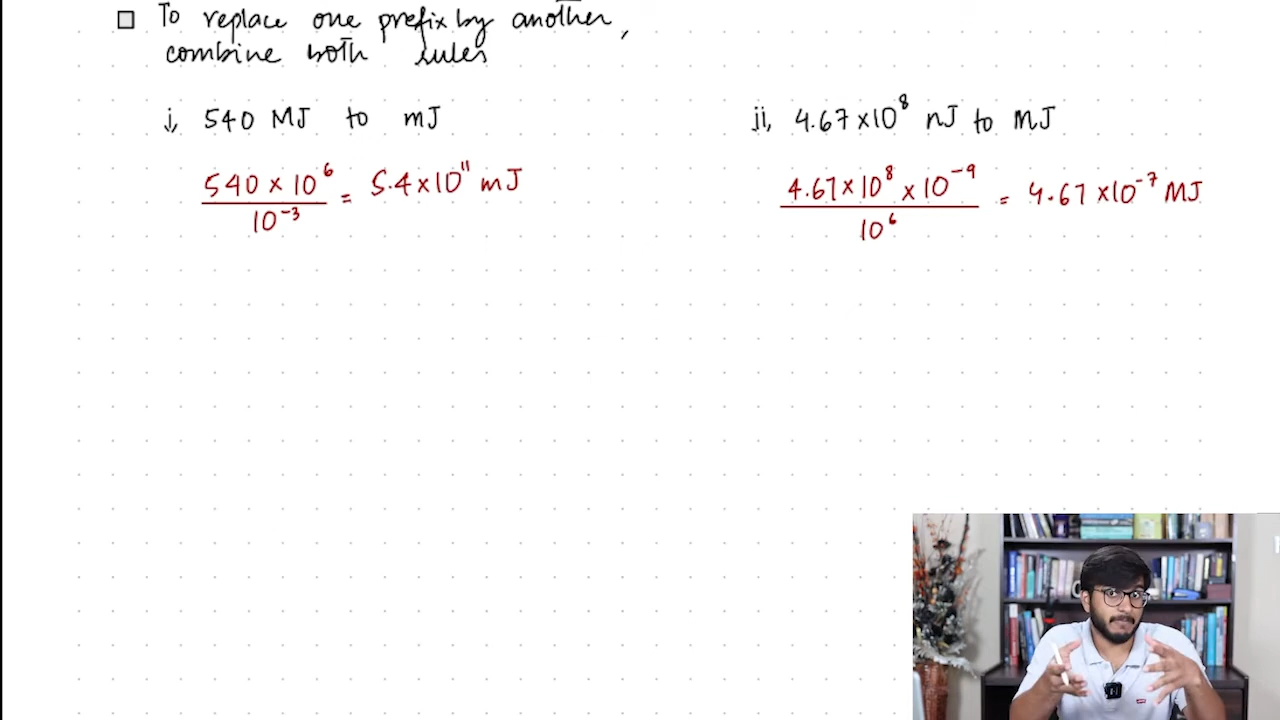 To replace one prefix by another,
combine both rules
i, 540 MJ to mJ
540 × 10⁶ / 10⁻³ = 5.4 × 10¹¹ mJ
ii, 4.67 × 10⁸ nJ to MJ
4.67 × 10⁸ × 10⁻⁹ / 10⁶ = 4.67 × 10⁻⁷ MJ